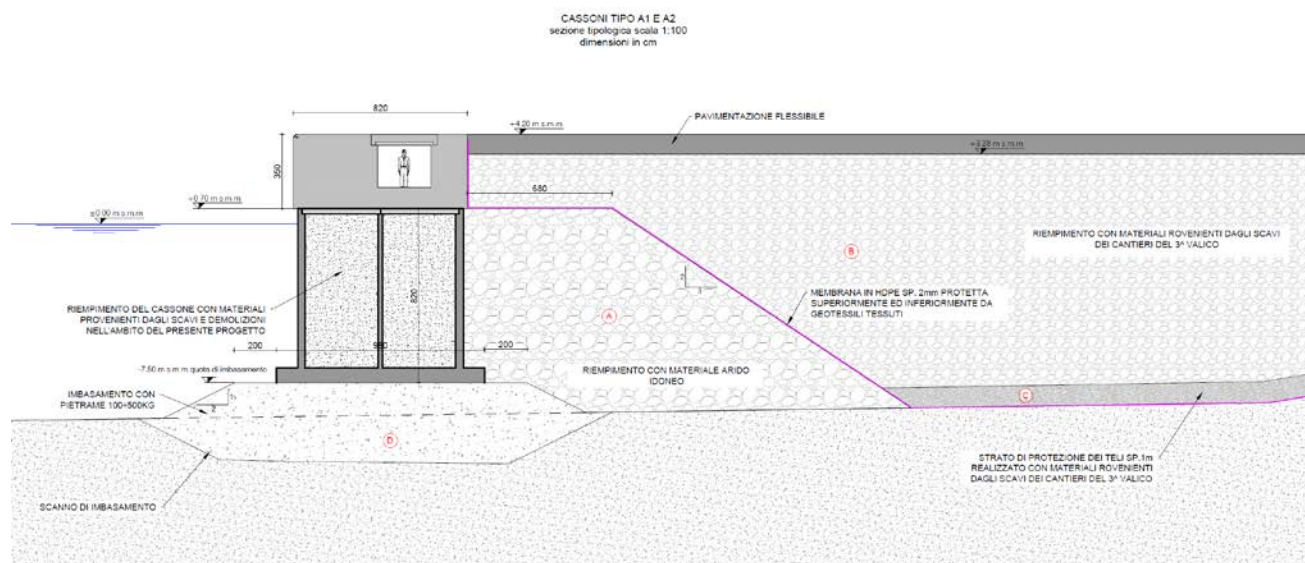 CASSONI TIPO A1 E A2
sezione tipologica scala 1:100
dimensioni in cm
820
+4.20 m s.m.m
PAVIMENTAZIONE FLESSIBILE
+3.28 m s.m.m
350
680
+0.70 m s.m.m
±0.00 m s.m.m
RIEMPIMENTO CON MATERIALI ROVENIENTI DAGLI SCAVI
DEI CANTIERI DEL 3^ VALICO
B
2
3
MEMBRANA IN HDPE SP. 2mm PROTETTA
SUPERIORMENTE ED INFERIORMENTE DA
GEOTESSILI TESSUTI
RIEMPIMENTO DEL CASSONE CON MATERIALI
PROVENIENTI DAGLI SCAVI E DEMOLIZIONI
NELL'AMBITO DEL PRESENTE PROGETTO
820
A
200
980
200
-7.50 m s.m.m quota di imbasamento
RIEMPIMENTO CON MATERIALE ARIDO
IDONEO
IMBASAMENTO CON
PIETRAME 100÷500KG
1
2
C
D
STRATO DI PROTEZIONE DEI TELI SP.1m
REALIZZATO CON MATERIALI ROVENIENTI
DAGLI SCAVI DEI CANTIERI DEL 3^ VALICO
SCANNO DI IMBASAMENTO